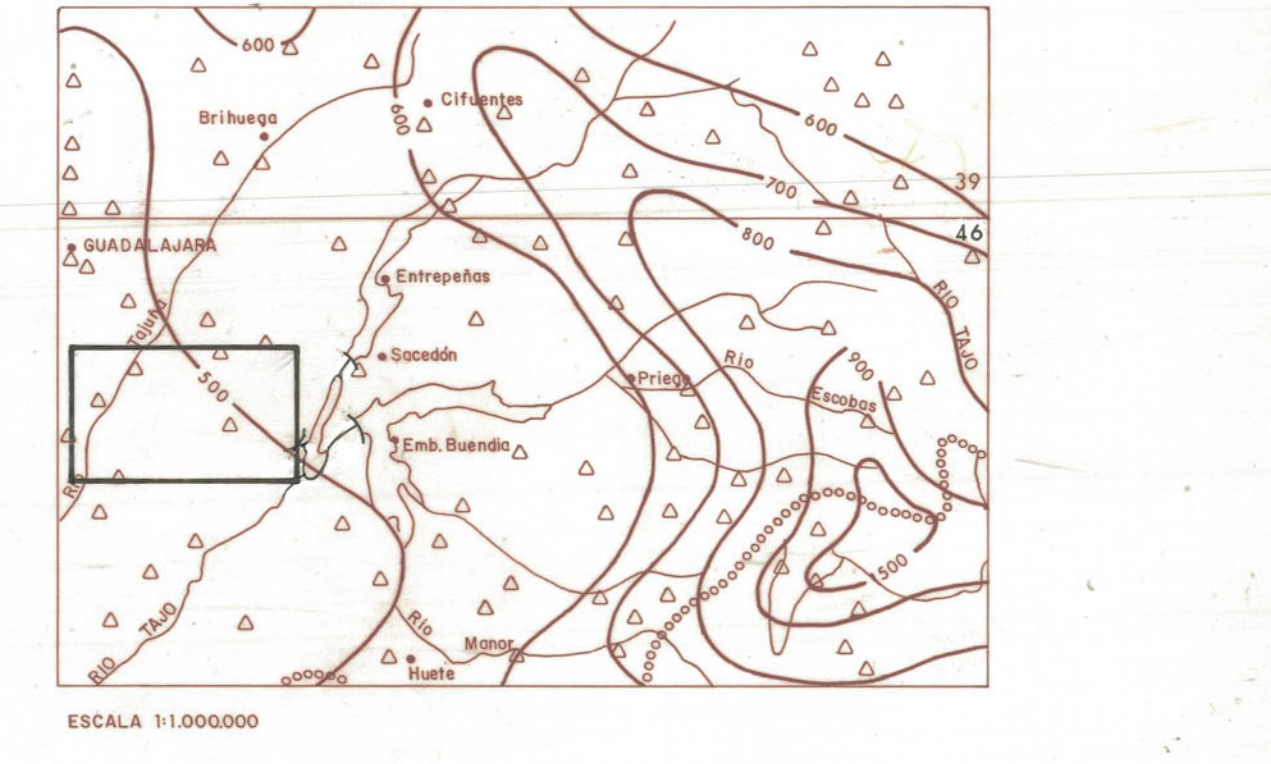 600
Cifuentes
600
Brihuega
600
39
700
46
GUADALAJARA
800
Entrepeñas
RIO TAJO
Tajuña
Sacedón
Rio
900
500
Priego
Escobas
Emb. Buendia
Rio
500
RIO TAJO
Rio
Manor
Huete
ESCALA 1:1.000.000